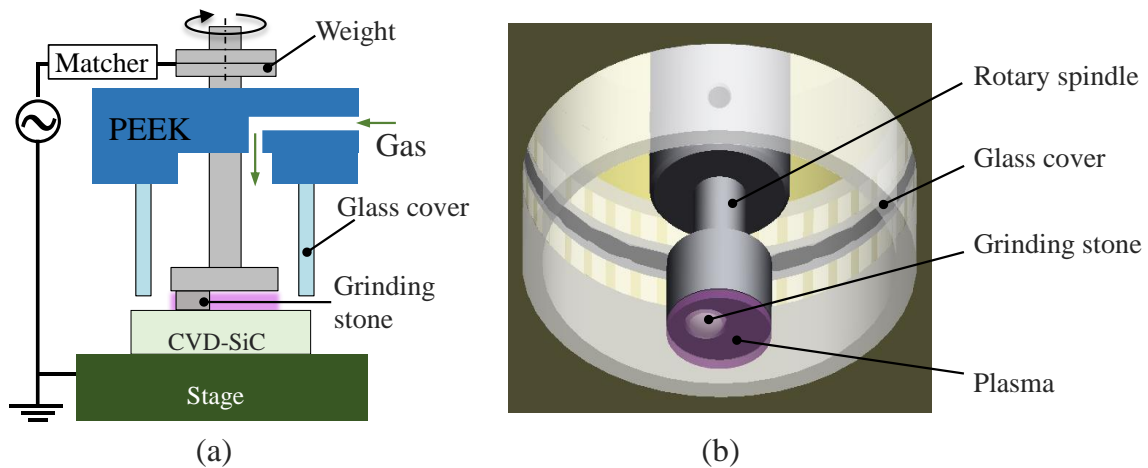 Weight
Matcher
PEEK
Gas
Glass cover
Grinding
stone
CVD-SiC
Stage
(a)
Rotary spindle
Glass cover
Grinding stone
Plasma
(b)